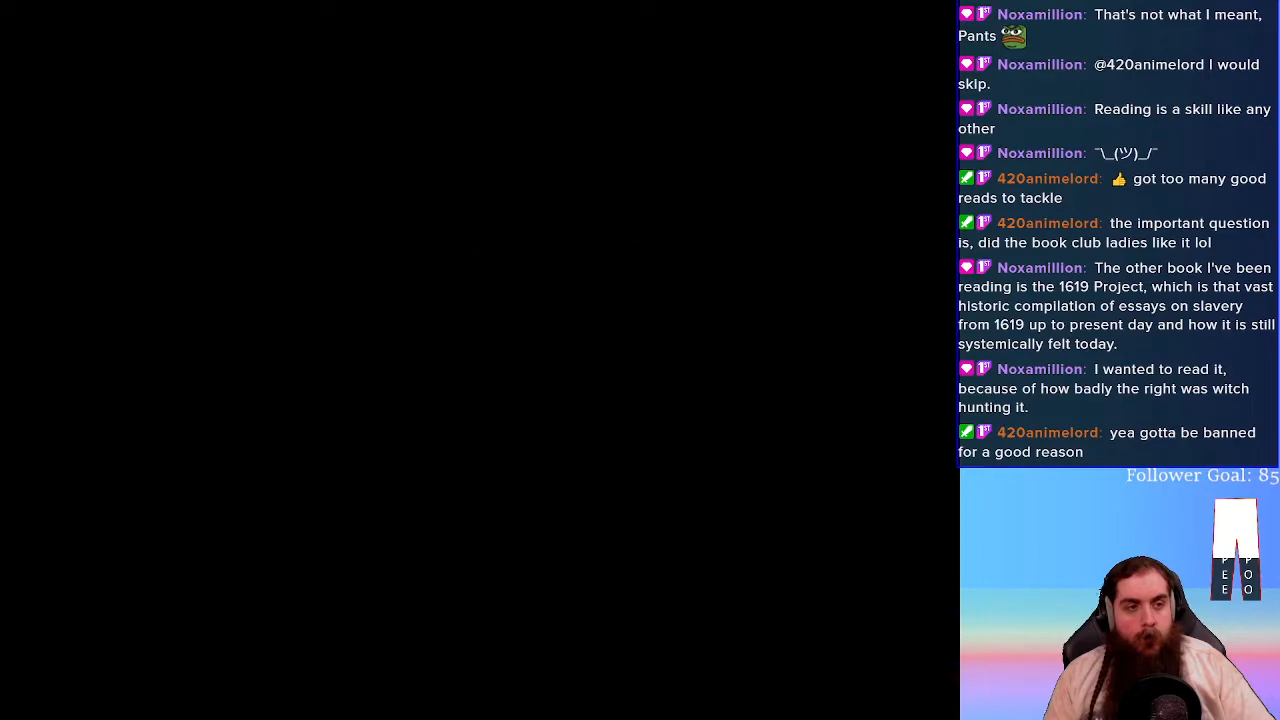 Noxamillion: That's not what I meant,
Pants
Noxamillion: @420animelord I would
skip.
Noxamillion: Reading is a skill like any
other
Noxamillion: ¯\_(ツ)_/¯
420animelord: 👍 got too many good
reads to tackle
420animelord: the important question
is, did the book club ladies like it lol
Noxamillion: The other book I've been
reading is the 1619 Project, which is that vast
historic compilation of essays on slavery
from 1619 up to present day and how it is still
systemically felt today.
Noxamillion: I wanted to read it,
because of how badly the right was witch
hunting it.
420animelord: yea gotta be banned
for a good reason
Follower Goal: 85
PEE
POO